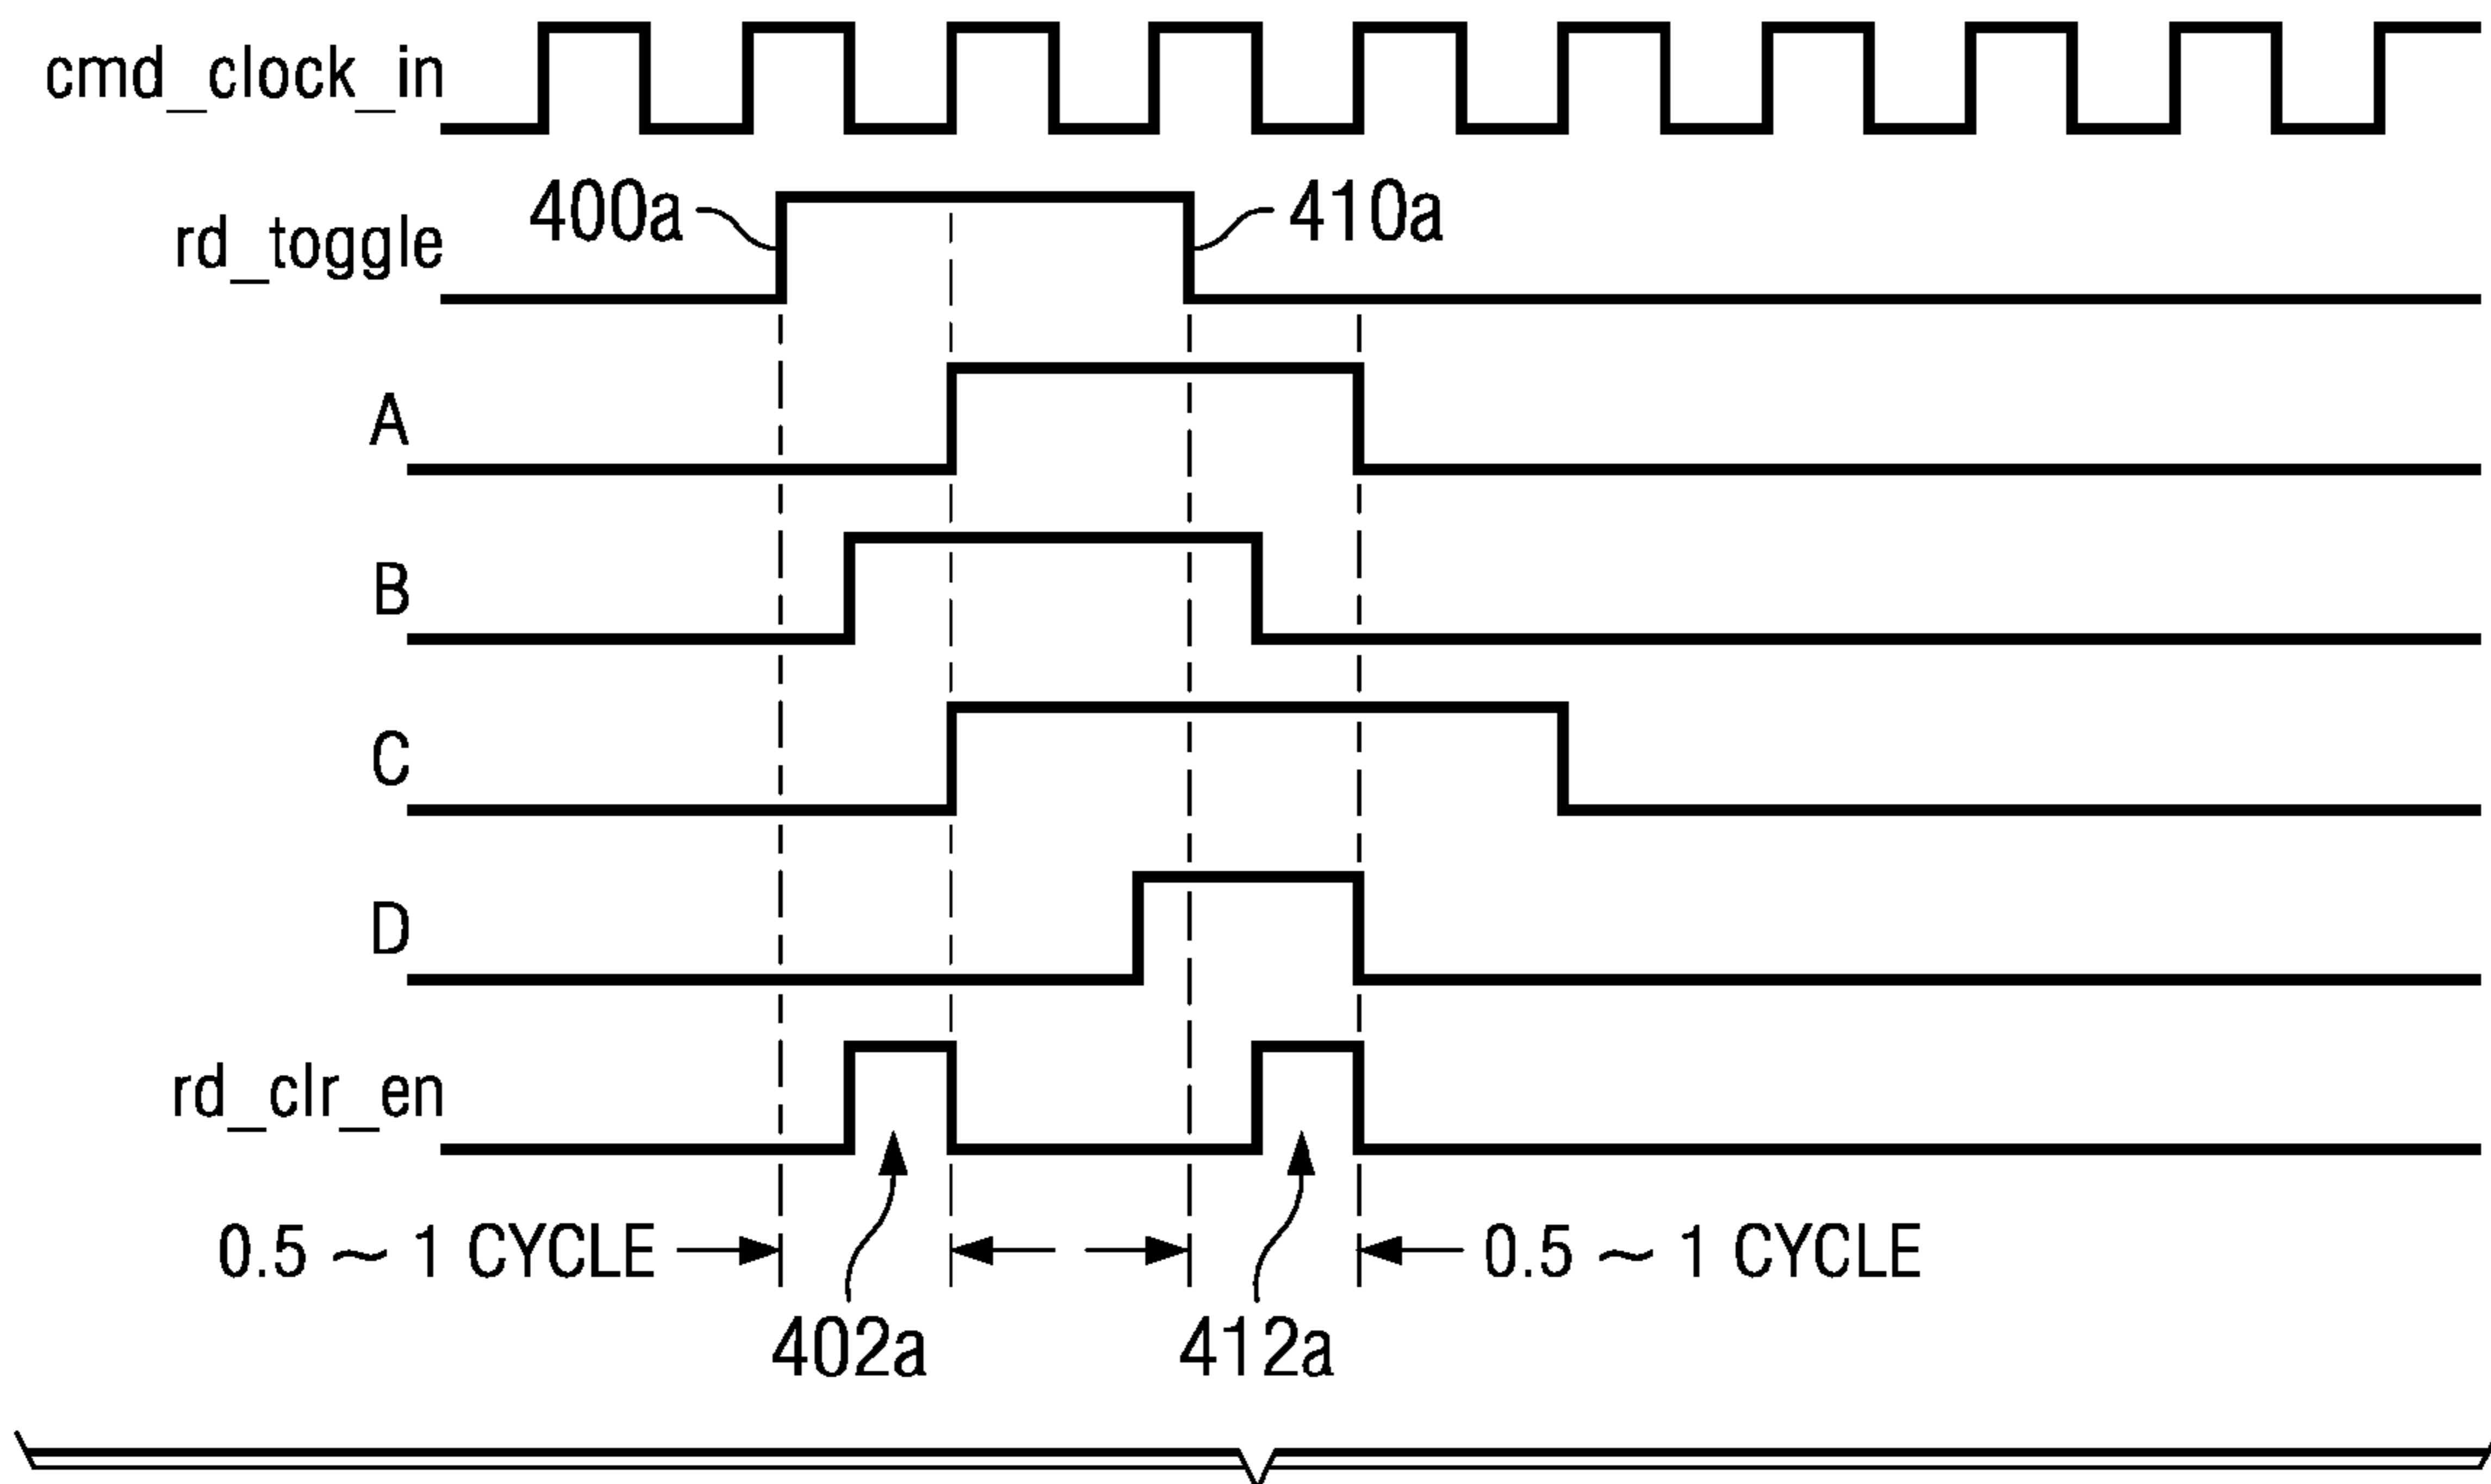 cmd_clock_in
400a
410a
rd_toggle
A
B
C
D
rd_clr_en
0.5 ~ 1 CYCLE
0.5 ~ 1 CYCLE
402a
412a